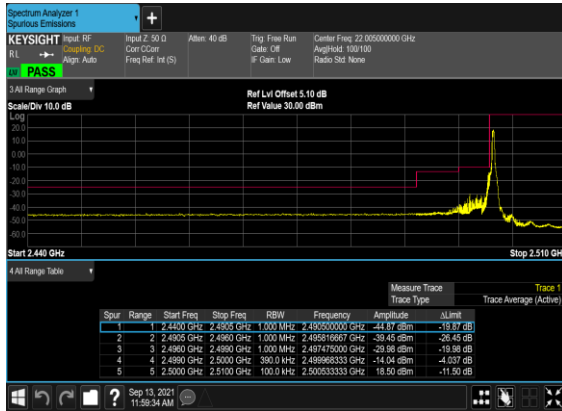 Spectrum Analyzer 1
Spurious Emissions
+
KEYSIGHT Input: RF Input Z: 50 Ω Atten: 40 dB Trig: Free Run Center Freq: 22.005000000 GHz
RL Coupling: DC Corr CCorr Gate: Off Avg|Hold: 100/100
Align: Auto Freq Ref: Int (S) IF Gain: Low Radio Std: None
LU PASS
3 All Range Graph
Ref Lvl Offset 5.10 dB
Scale/Div 10.0 dB Ref Value 30.00 dBm
Log
20.0
10.0
0.00
-10.0
-20.0
-30.0
-40.0
-50.0
-60.0
Start 2.440 GHz Stop 2.510 GH
4 All Range Table
Measure Trace Trace 1
Trace Type Trace Average (Active)
Spur Range Start Freq Stop Freq RBW Frequency Amplitude ΔLimit
1 1 2.4400 GHz 2.4905 GHz 1.000 MHz 2.490500000 GHz -44.87 dBm -19.87 dB
2 2 2.4905 GHz 2.4960 GHz 1.000 MHz 2.495816667 GHz -39.45 dBm -26.45 dB
3 3 2.4960 GHz 2.4990 GHz 1.000 MHz 2.497475000 GHz -29.98 dBm -19.98 dB
4 4 2.4990 GHz 2.5000 GHz 390.0 kHz 2.499968333 GHz -14.04 dBm -4.037 dB
5 5 2.5000 GHz 2.5100 GHz 100.0 kHz 2.500533333 GHz 18.50 dBm -11.50 dB
? Sep 13, 2021
11:59:34 AM